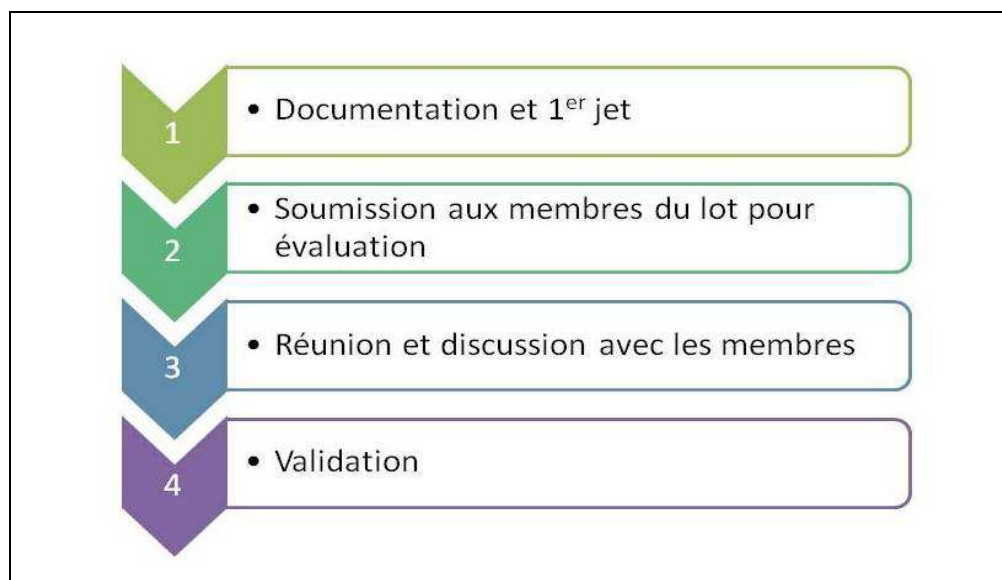 1
• Documentation et 1er jet
2
• Soumission aux membres du lot pour
évaluation
3
• Réunion et discussion avec les membres
4
• Validation